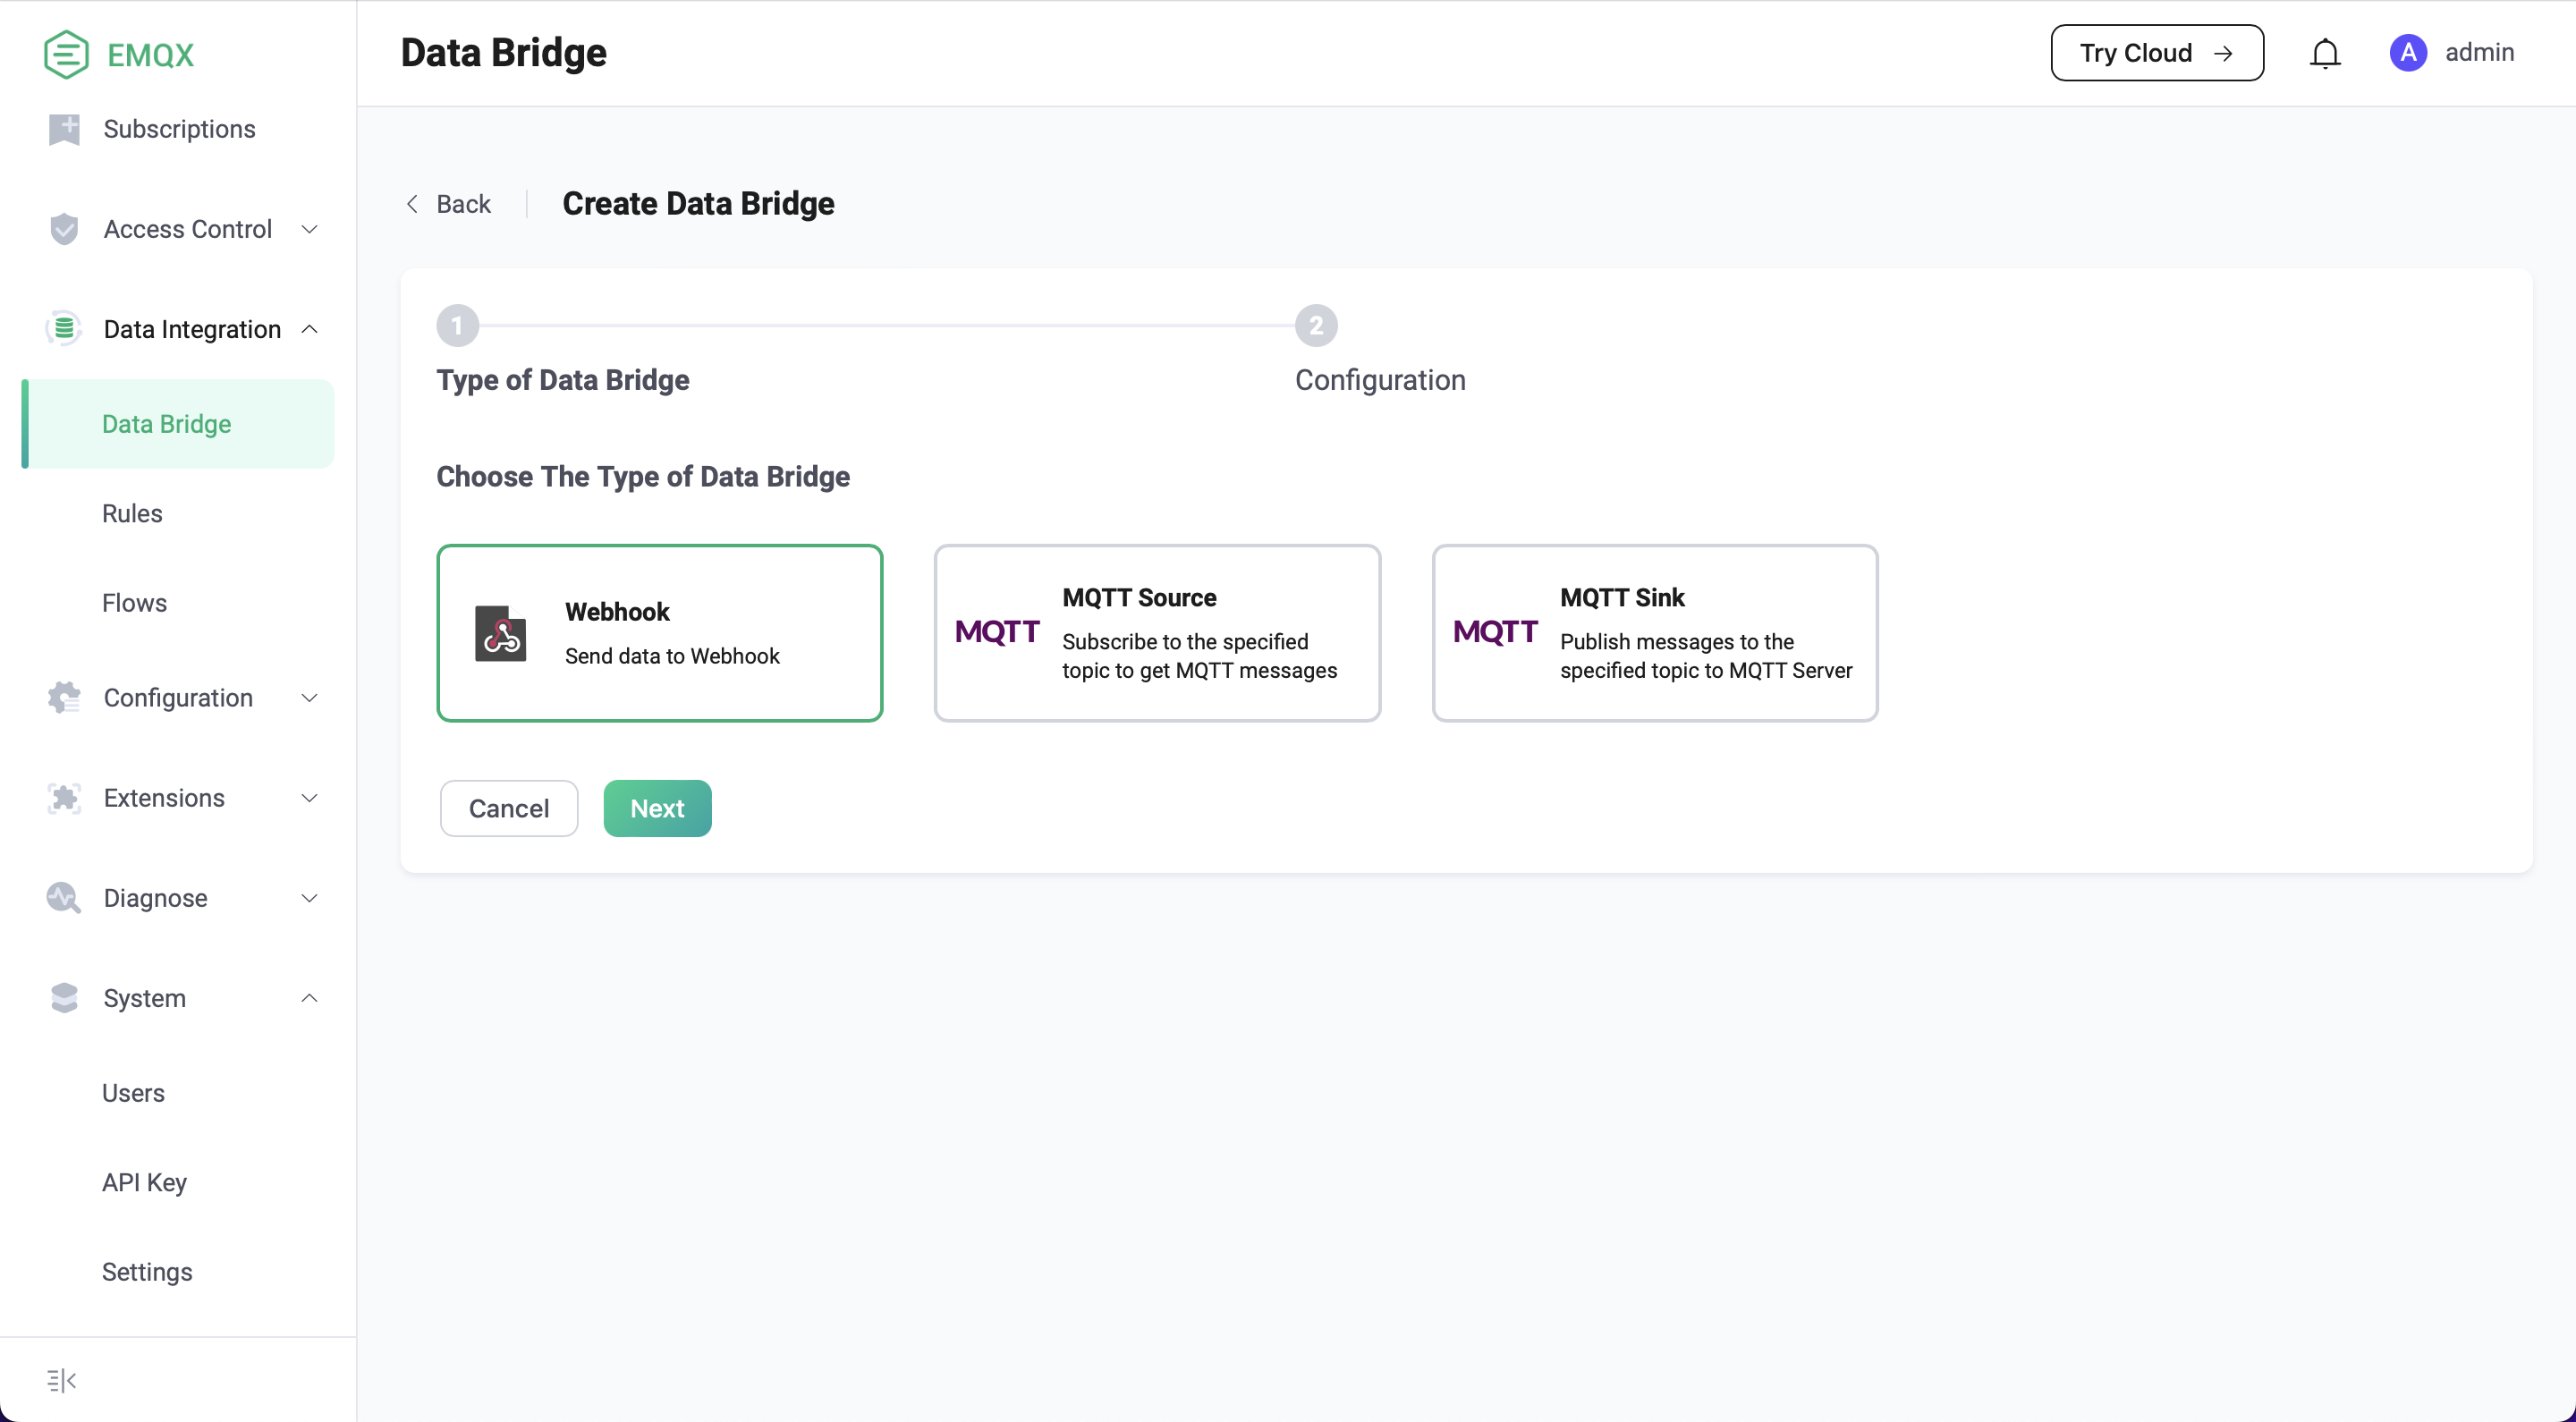 EMQX
Subscriptions
Access Control
Data Integration
Data Bridge
Rules
Flows
Configuration
Extensions
Diagnose
System
Users
API Key
Settings
Data Bridge
Try Cloud →
A admin
Back
Create Data Bridge
1
2
Type of Data Bridge
Configuration
Choose The Type of Data Bridge
Webhook
Send data to Webhook
MQTT
MQTT Source
Subscribe to the specified
topic to get MQTT messages
MQTT
MQTT Sink
Publish messages to the
specified topic to MQTT Server
Cancel
Next